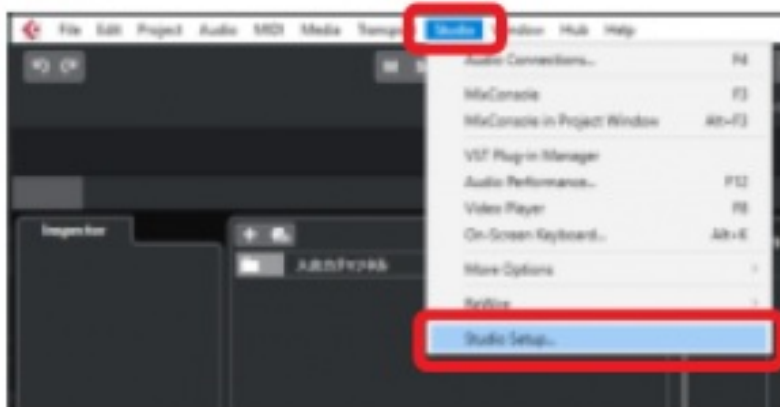 File Edit Project Audio MIDI Media Transport Studio Window Hub Help
Audio Connections... F4
MixConsole F3
MixConsole in Project Window Alt+F3
VST Plug-in Manager
Audio Performance... F12
Video Player F8
On-Screen Keyboard... Alt+K
Inspector
More Options
ReWire
Studio Setup...